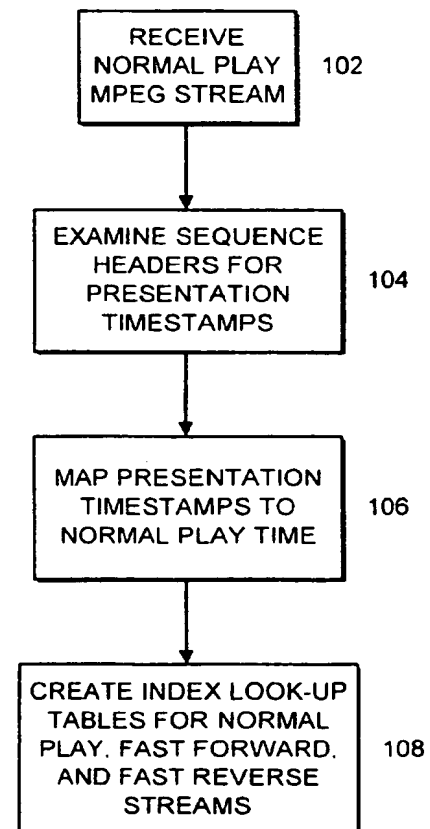 RECEIVE
NORMAL PLAY
MPEG STREAM
102
EXAMINE SEQUENCE
HEADERS FOR
PRESENTATION
TIMESTAMPS
104
MAP PRESENTATION
TIMESTAMPS TO
NORMAL PLAY TIME
106
CREATE INDEX LOOK-UP
TABLES FOR NORMAL
PLAY, FAST FORWARD,
AND FAST REVERSE
STREAMS
108